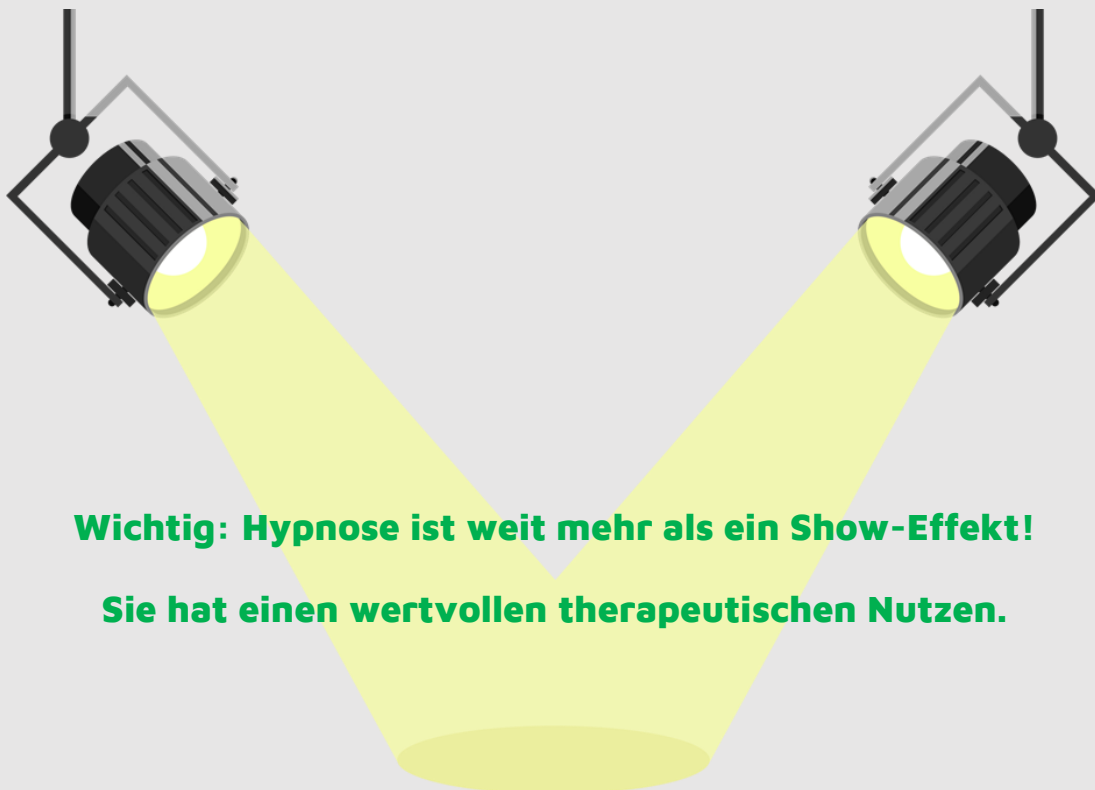 Wichtig: Hypnose ist weit mehr als ein Show-Effekt!
Sie hat einen wertvollen therapeutischen Nutzen.